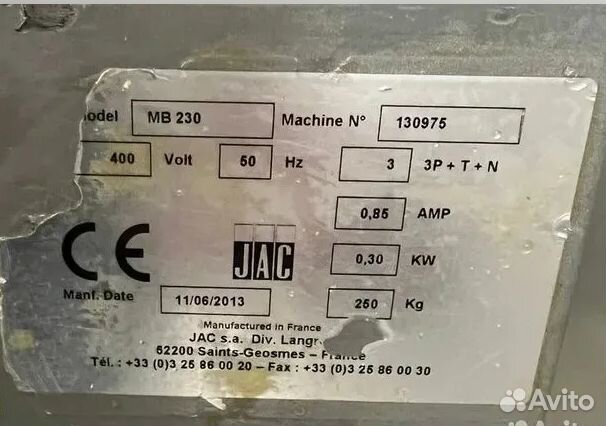 odel MB 230 Machine N° 130975
400 Volt 50 Hz 3 3P + T + N
0,85 AMP
CE JAC 0,30 KW
Manf. Date 11/06/2013 250 Kg
Manufactured in France
JAC s.a. Div. Langr
52200 Saints-Geosmes – France
Tél. : +33 (0)3 25 86 00 20 – Fax : +33 (0)3 25 86 00 30
Avito
Avito